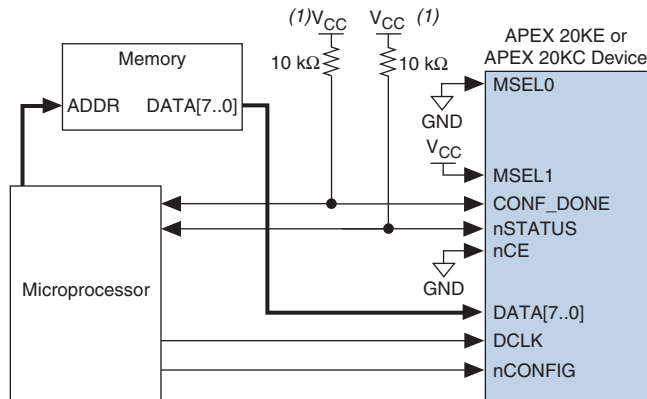 (1) VCC VCC (1)
10 kΩ 10 kΩ
APEX 20KE or
APEX 20KC Device
Memory
ADDR DATA[7..0]
MSEL0
GND
VCC
MSEL1
CONF_DONE
nSTATUS
nCE
GND
Microprocessor
DATA[7..0]
DCLK
nCONFIG